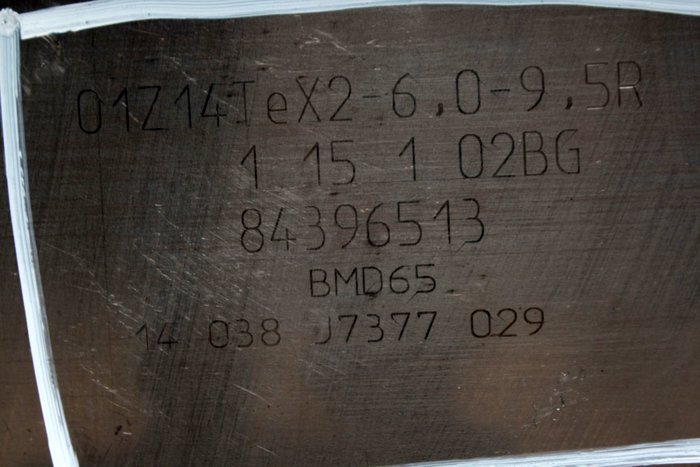 01Z14TeX2-6,0-9,5R
1 15 1 02BG
84396513
BMD65
14 038 J7377 029